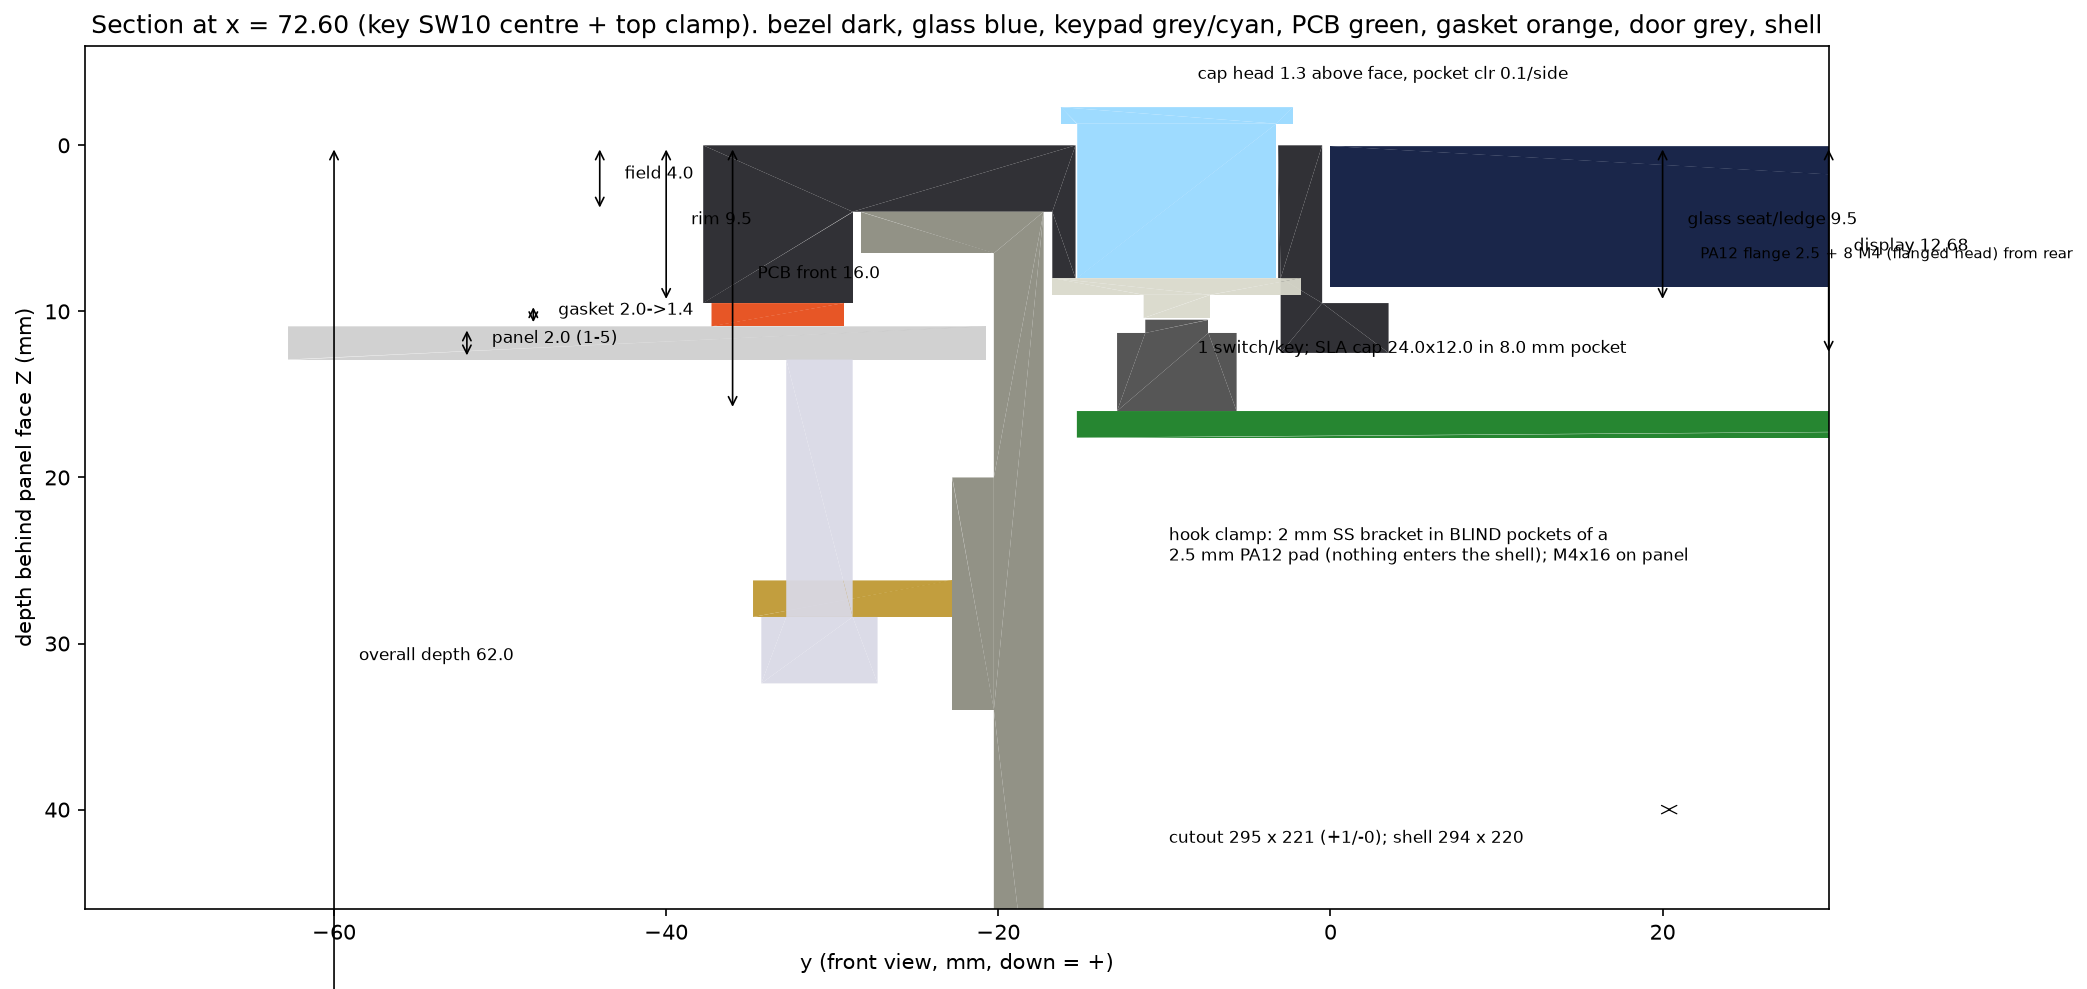 Section at x = 72.60 (key SW10 centre + top clamp). bezel dark, glass blue, keypad grey/cyan, PCB green, gasket orange, door grey, shell
cap head 1.3 above face, pocket clr 0.1/side
0
field 4.0
rim 9.5
glass seat/ledge 9.5
display 12.68
PA12 flange 2.5 + 8 M4 (flanged head) from rear
PCB front 16.0
10
gasket 2.0->1.4
panel 2.0 (1-5)
1 switch/key; SLA cap 24.0x12.0 in 8.0 mm pocket
20
hook clamp: 2 mm SS bracket in BLIND pockets of a
2.5 mm PA12 pad (nothing enters the shell); M4x16 on panel
30
overall depth 62.0
40
cutout 295 x 221 (+1/-0); shell 294 x 220
depth behind panel face Z (mm)
−60 −40 −20 0 20
y (front view, mm, down = +)